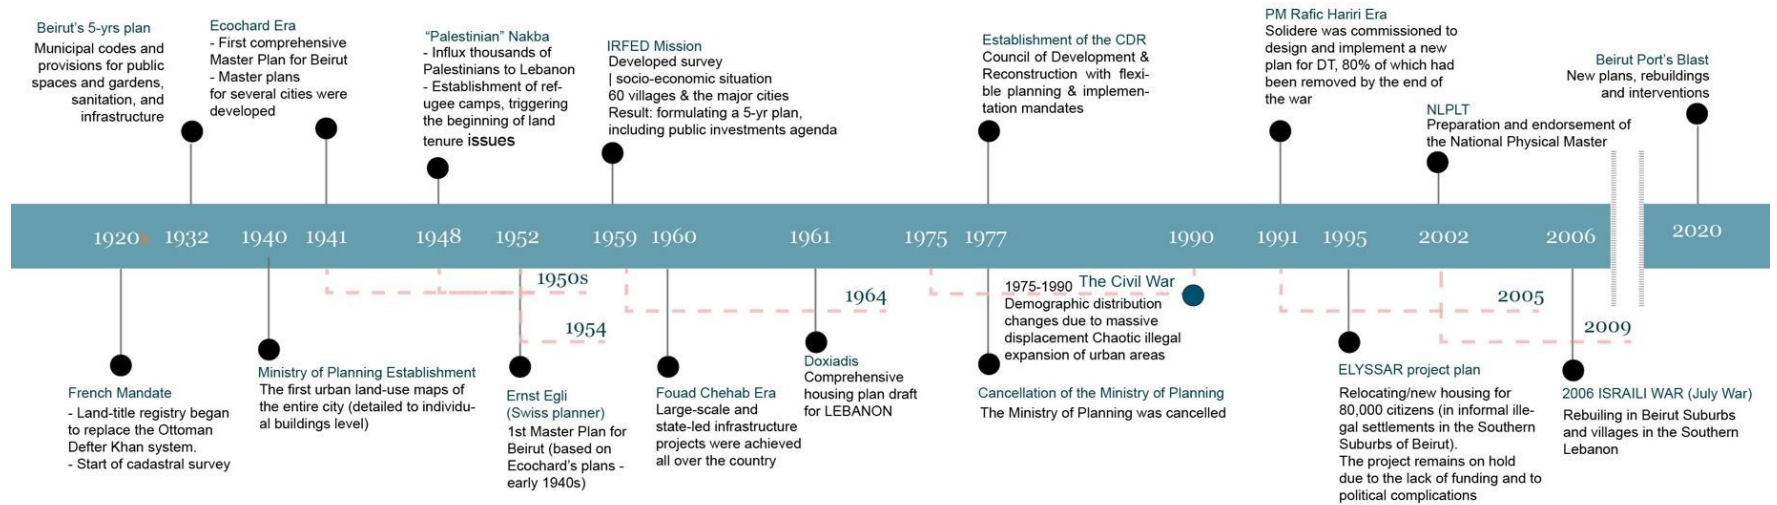 Beirut's 5-yrs plan
Municipal codes and
provisions for public
spaces and gardens,
sanitation, and
infrastructure
Ecochard Era
- First comprehensive
Master Plan for Beirut
- Master plans
for several cities were
developed
"Palestinian" Nakba
- Influx thousands of
Palestinians to Lebanon
- Establishment of ref-
ugee camps, triggering
the beginning of land
tenure issues
IRFED Mission
Developed survey
| socio-economic situation
60 villages & the major cities
Result: formulating a 5-yr plan,
including public investments agenda
Establishment of the CDR
Council of Development &
Reconstruction with flexi-
ble planning & implemen-
tation mandates
PM Rafic Hariri Era
Solidere was commissioned to
design and implement a new
plan for DT, 80% of which had
been removed by the end of
the war
NLPLT
Preparation and endorsement of
the National Physical Master
Beirut Port's Blast
New plans, rebuildings
and interventions
1920s 1932 1940 1941 1948 1952 1959 1960 1961 1975 1977 1990 1991 1995 2002 2006 2020
1950s
1954
1964
2005
2009
French Mandate
- Land-title registry began
to replace the Ottoman
Defter Khan system.
- Start of cadastral survey
Ministry of Planning Establishment
The first urban land-use maps of
the entire city (detailed to individu-
al buildings level)
Ernst Egli
(Swiss planner)
1st Master Plan for
Beirut (based on
Ecochard's plans -
early 1940s)
Fouad Chehab Era
Large-scale and
state-led infrastructure
projects were achieved
all over the country
Doxiadis
Comprehensive
housing plan draft
for LEBANON
1975-1990 The Civil War
Demographic distribution
changes due to massive
displacement Chaotic illegal
expansion of urban areas
Cancellation of the Ministry of Planning
The Ministry of Planning was cancelled
ELYSSAR project plan
Relocating/new housing for
80,000 citizens (in informal ille-
gal settlements in the Southern
Suburbs of Beirut).
The project remains on hold
due to the lack of funding and to
political complications
2006 ISRAILI WAR (July War)
Rebuiling in Beirut Suburbs
and villages in the Southern
Lebanon